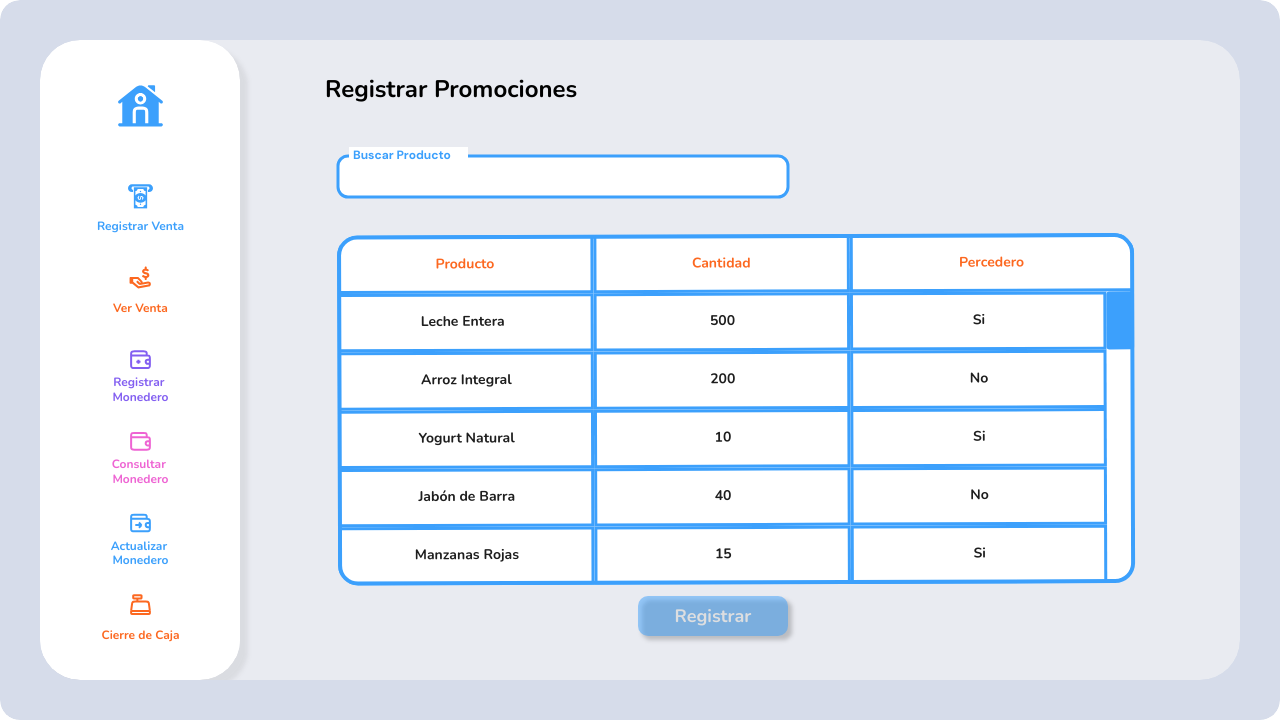 Registrar Promociones
Registrar Venta
Ver Venta
Registrar
Monedero
Consultar
Monedero
Actualizar
Monedero
Cierre de Caja
Buscar Producto
Producto Cantidad Percedero
Leche Entera 500 Si
Arroz Integral 200 No
Yogurt Natural 10 Si
Jabón de Barra 40 No
Manzanas Rojas 15 Si
Registrar